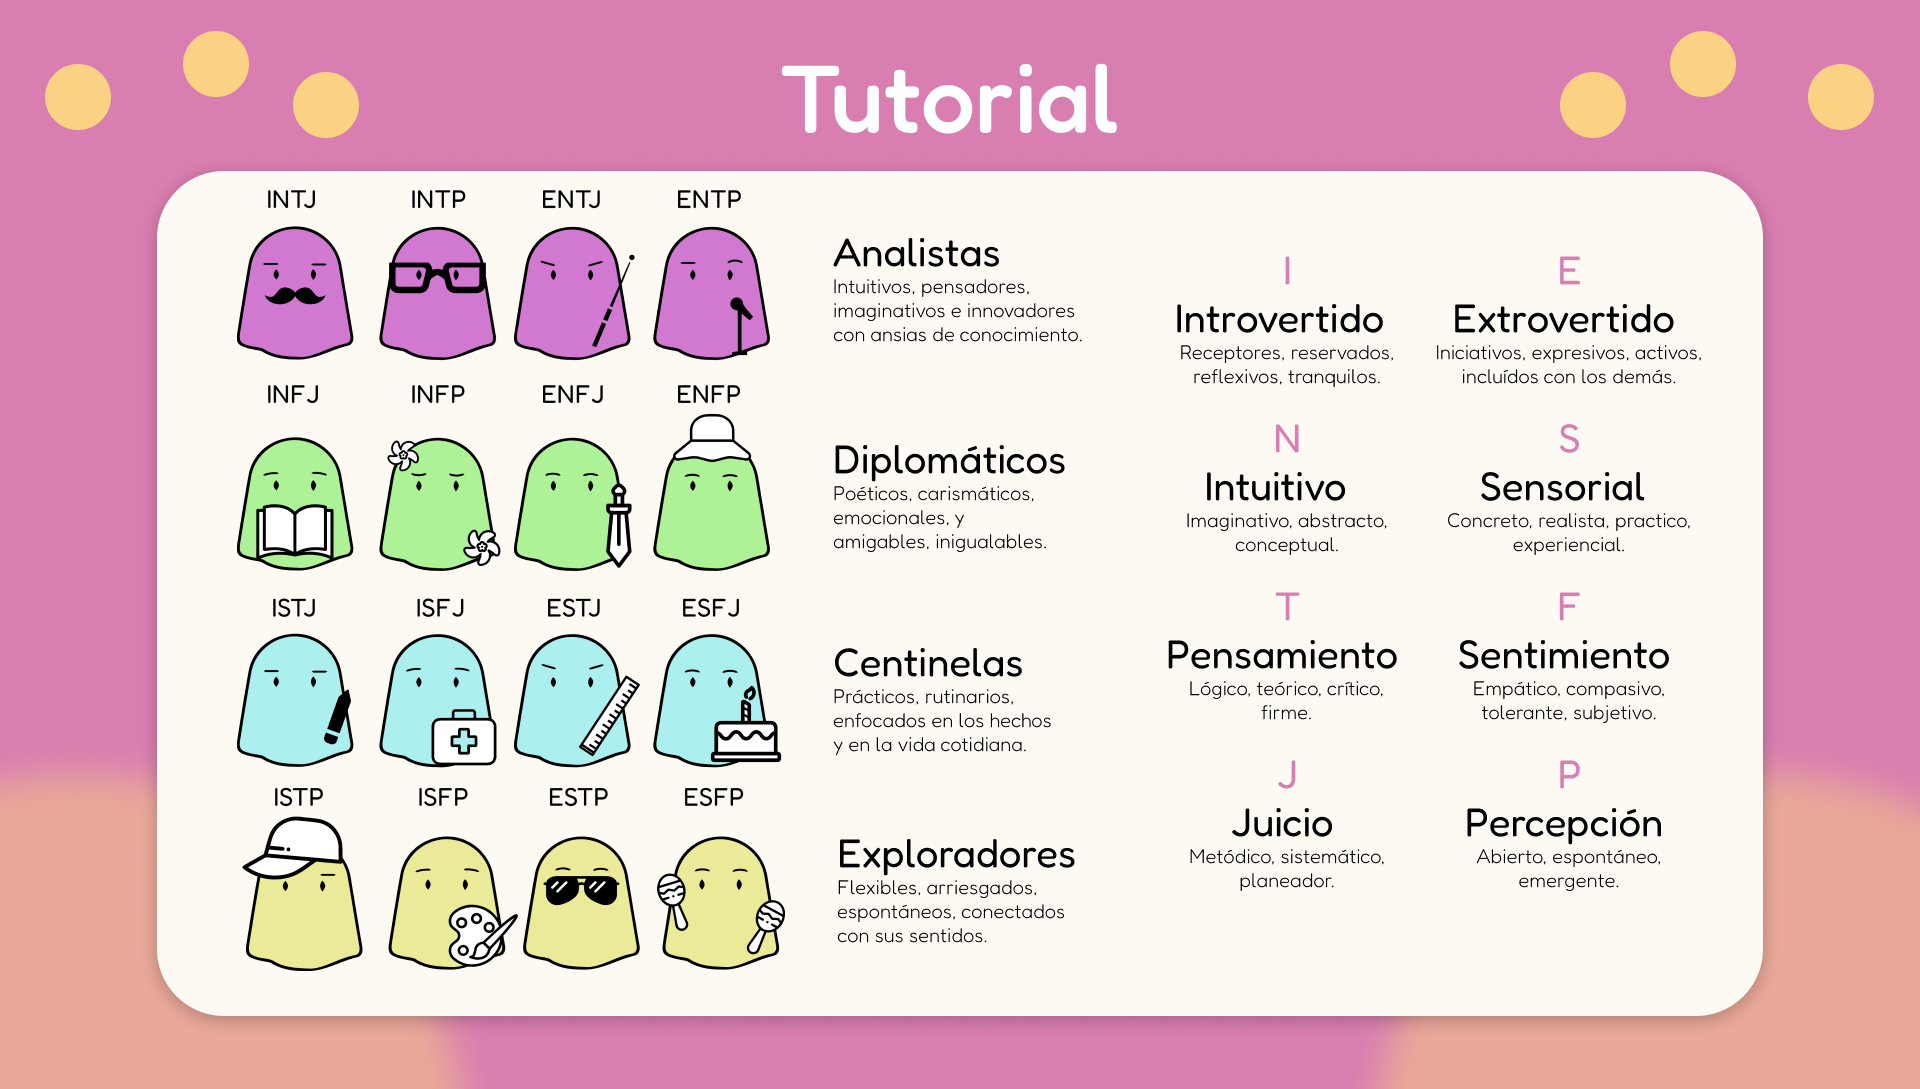 Tutorial
INTJ INTP ENTJ ENTP
Analistas
Intuitivos, pensadores,
imaginativos e innovadores
con ansias de conocimiento.
INFJ INFP ENFJ ENFP
Diplomáticos
Poéticos, carismáticos,
emocionales, y
amigables, inigualables.
ISTJ ISFJ ESTJ ESFJ
Centinelas
Prácticos, rutinarios,
enfocados en los hechos
y en la vida cotidiana.
ISTP ISFP ESTP ESFP
Exploradores
Flexibles, arriesgados,
espontáneos, conectados
con sus sentidos.
I
Introvertido
Receptores, reservados,
reflexivos, tranquilos.
E
Extrovertido
Iniciativos, expresivos, activos,
incluídos con los demás.
N
Intuitivo
Imaginativo, abstracto,
conceptual.
S
Sensorial
Concreto, realista, practico,
experiencial.
T
Pensamiento
Lógico, teórico, crítico,
firme.
F
Sentimiento
Empático, compasivo,
tolerante, subjetivo.
J
Juicio
Metódico, sistemático,
planeador.
P
Percepción
Abierto, espontáneo,
emergente.